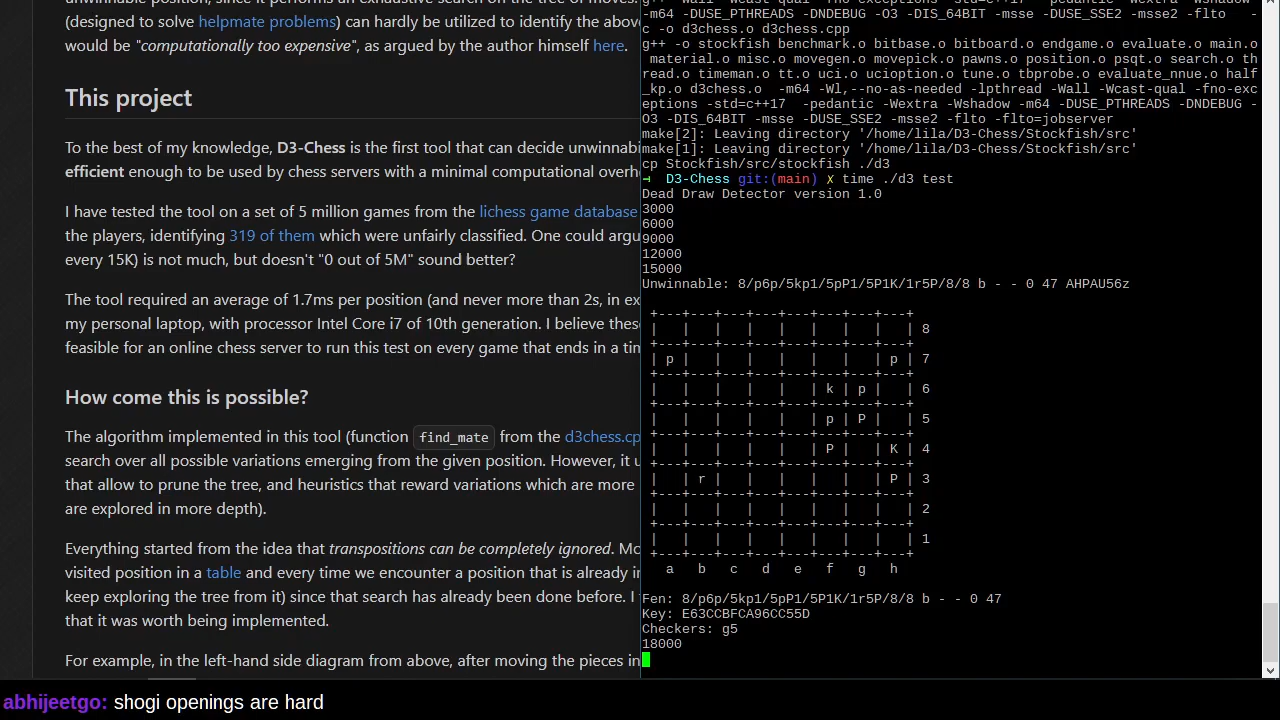 unwinnable position, since it performs an exhaustive search on the tree of moves.
(designed to solve helpmate problems) can hardly be utilized to identify the above
would be "computationally too expensive", as argued by the author himself here.
This project
To the best of my knowledge, D3-Chess is the first tool that can decide unwinnabi
efficient enough to be used by chess servers with a minimal computational overhe
I have tested the tool on a set of 5 million games from the lichess game database
the players, identifying 319 of them which were unfairly classified. One could argu
every 15K) is not much, but doesn't "0 out of 5M" sound better?
The tool required an average of 1.7ms per position (and never more than 2s, in ex
my personal laptop, with processor Intel Core i7 of 10th generation. I believe these
feasible for an online chess server to run this test on every game that ends in a tim
How come this is possible?
The algorithm implemented in this tool (function find_mate from the d3chess.cp
search over all possible variations emerging from the given position. However, it u
that allow to prune the tree, and heuristics that reward variations which are more
are explored in more depth).
Everything started from the idea that transpositions can be completely ignored. Mo
visited position in a table and every time we encounter a position that is already in
keep exploring the tree from it) since that search has already been done before. I
that it was worth being implemented.
For example, in the left-hand side diagram from above, after moving the pieces in
-m64 -DUSE_PTHREADS -DNDEBUG -O3 -DIS_64BIT -msse -DUSE_SSE2 -msse2 -flto   -
c -o d3chess.o d3chess.cpp
g++ -o stockfish benchmark.o bitbase.o bitboard.o endgame.o evaluate.o main.o
 material.o misc.o movegen.o movepick.o pawns.o position.o psqt.o search.o th
read.o timeman.o tt.o uci.o ucioption.o tune.o tbprobe.o evaluate_nnue.o half
_kp.o d3chess.o  -m64 -Wl,--no-as-needed -lpthread -Wall -Wcast-qual -fno-exc
eptions -std=c++17  -pedantic -Wextra -Wshadow -m64 -DUSE_PTHREADS -DNDEBUG -
O3 -DIS_64BIT -msse -DUSE_SSE2 -msse2 -flto -flto=jobserver
make[2]: Leaving directory '/home/lila/D3-Chess/Stockfish/src'
make[1]: Leaving directory '/home/lila/D3-Chess/Stockfish/src'
cp Stockfish/src/stockfish ./d3
→  D3-Chess git:(main) ✗ time ./d3 test
Dead Draw Detector version 1.0
3000
6000
9000
12000
15000
Unwinnable: 8/p6p/5kp1/5pP1/5P1K/1r5P/8/8 b - - 0 47 AHPAU56z
 +---+---+---+---+---+---+---+---+
 |   |   |   |   |   |   |   |   | 8
 +---+---+---+---+---+---+---+---+
 | p |   |   |   |   |   |   | p | 7
 +---+---+---+---+---+---+---+---+
 |   |   |   |   |   | k | p |   | 6
 +---+---+---+---+---+---+---+---+
 |   |   |   |   |   | p | P |   | 5
 +---+---+---+---+---+---+---+---+
 |   |   |   |   |   | P |   | K | 4
 +---+---+---+---+---+---+---+---+
 |   | r |   |   |   |   |   | P | 3
 +---+---+---+---+---+---+---+---+
 |   |   |   |   |   |   |   |   | 2
 +---+---+---+---+---+---+---+---+
 |   |   |   |   |   |   |   |   | 1
 +---+---+---+---+---+---+---+---+
   a   b   c   d   e   f   g   h
Fen: 8/p6p/5kp1/5pP1/5P1K/1r5P/8/8 b - - 0 47
Key: E63CCBFCA96CC55D
Checkers: g5
18000
abhijeetgo: shogi openings are hard